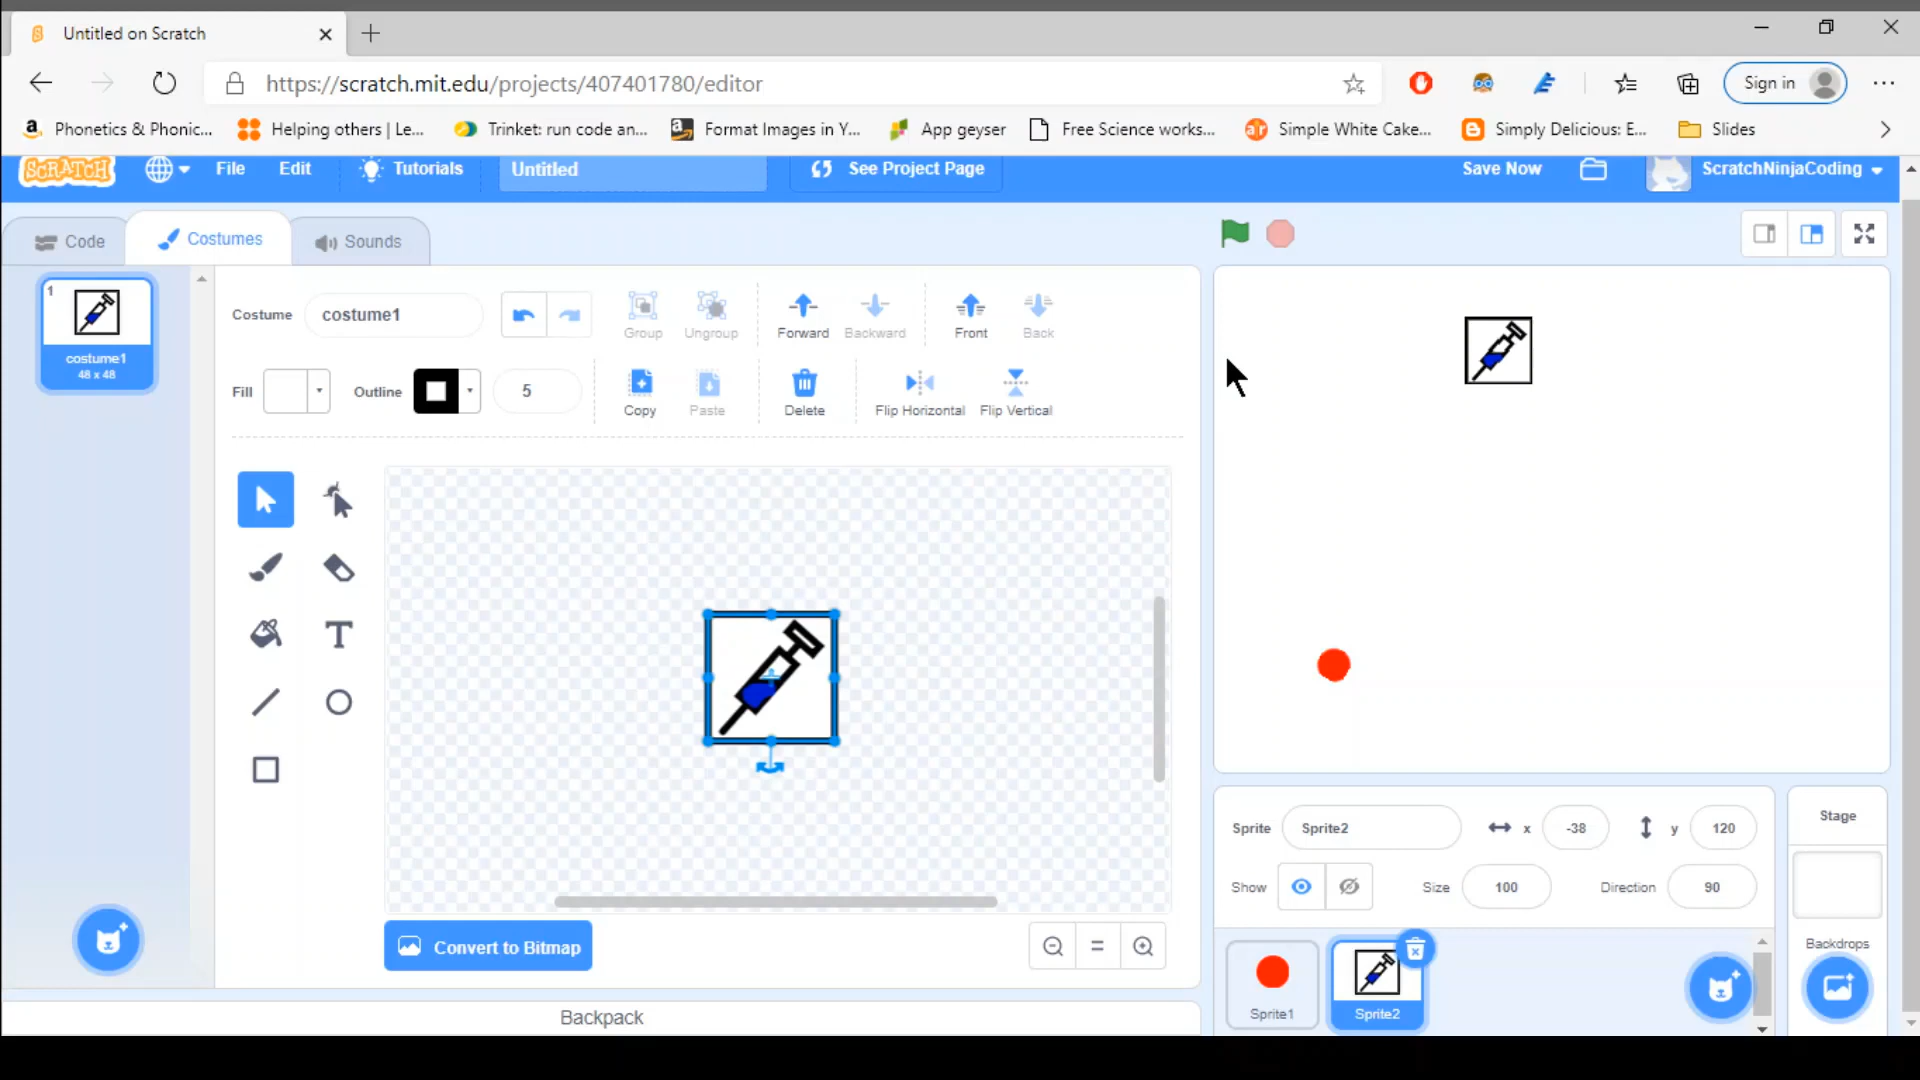 Untitled on Scratch
https://scratch.mit.edu/projects/407401780/editor
Sign in
Phonetics & Phonic...
Helping others | Le...
Trinket: run code an...
Format Images in Y...
App geyser
Free Science works...
Simple White Cake...
Simply Delicious: E...
Slides
SCRATCH
File
Edit
Tutorials
Untitled
See Project Page
Save Now
ScratchNinjaCoding
Code
Costumes
Sounds
1
costume1
48 x 48
Costume
costume1
Group
Ungroup
Forward
Backward
Front
Back
Fill
Outline
5
Copy
Paste
Delete
Flip Horizontal
Flip Vertical
T
Convert to Bitmap
Backpack
Sprite
Sprite2
x
-38
y
120
Show
Size
100
Direction
90
Stage
Backdrops
Sprite1
Sprite2